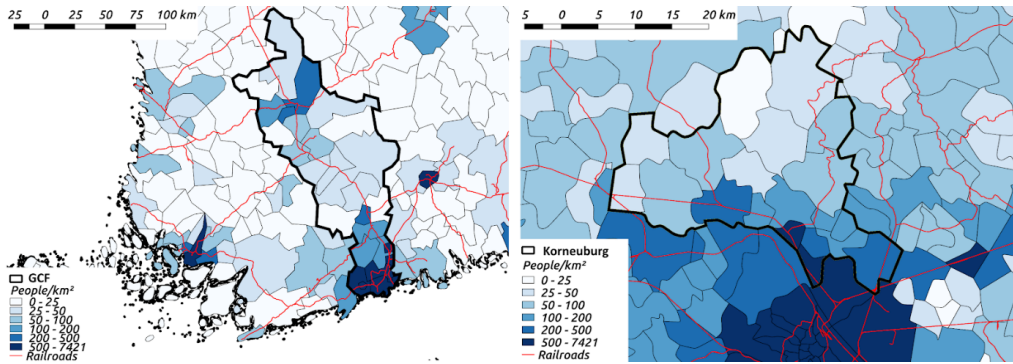 25 0 25 50 75 100 km
GCF
People/km²
0 - 25
25 - 50
50 - 100
100 - 200
200 - 500
500 - 7421
Railroads
5 0 5 10 15 20 km
Korneuburg
People/km²
0 - 25
25 - 50
50 - 100
100 - 200
200 - 500
500 - 7421
Railroads